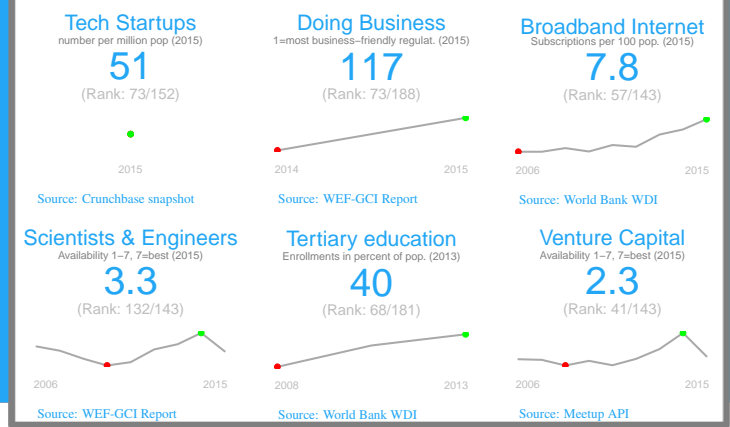 Tech Startups
number per million pop (2015)
51
(Rank: 73/152)
2015
Source: Crunchbase snapshot
Doing Business
1=most business−friendly regulat. (2015)
117
(Rank: 73/188)
2014 2015
Source: WEF-GCI Report
Broadband Internet
Subscriptions per 100 pop. (2015)
7.8
(Rank: 57/143)
2006 2015
Source: World Bank WDI
Scientists & Engineers
Availability 1−7, 7=best (2015)
3.3
(Rank: 132/143)
2006 2015
Source: WEF-GCI Report
Tertiary education
Enrollments in percent of pop. (2013)
40
(Rank: 68/181)
2008 2013
Source: World Bank WDI
Venture Capital
Availability 1−7, 7=best (2015)
2.3
(Rank: 41/143)
2006 2015
Source: Meetup API